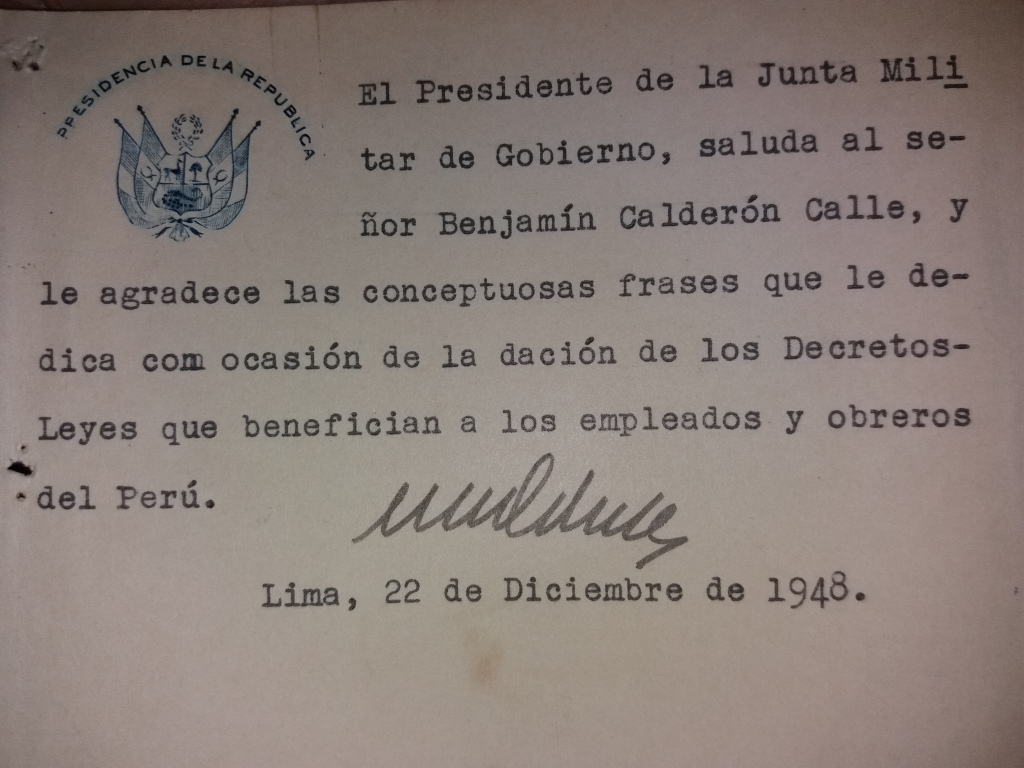 PRESIDENCIA DE LA REPUBLICA
El Presidente de la Junta Mili
tar de Gobierno, saluda al se-
ñor Benjamín Calderón Calle, y
le agradece las conceptuosas frases que le de-
dica com ocasión de la dación de los Decretos-
Leyes que benefician a los empleados y obreros
del Perú.
Lima, 22 de Diciembre de 1948.